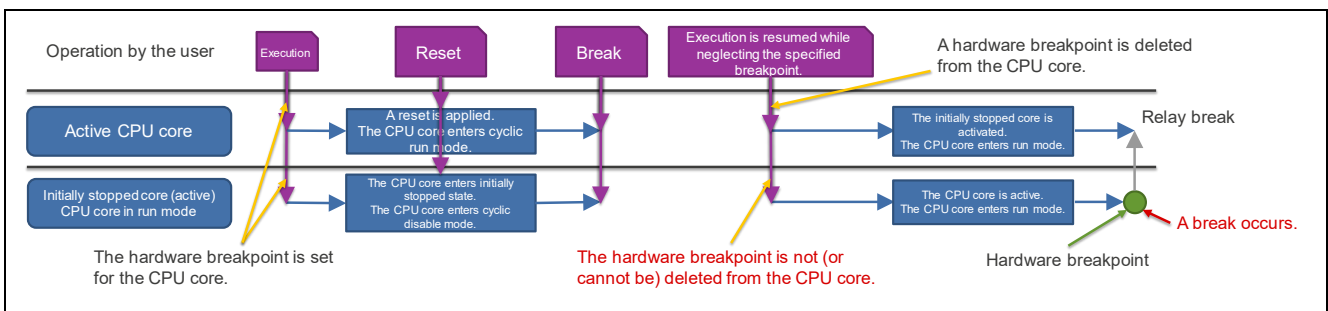 Operation by the user
Execution
Reset
Break
Execution is resumed while
neglecting the specified
breakpoint.
A hardware breakpoint is deleted
from the CPU core.
Active CPU core
A reset is applied.
The CPU core enters cyclic
run mode.
The initially stopped core is
activated.
The CPU core enters run mode.
Relay break
Initially stopped core (active)
CPU core in run mode
The CPU core enters initially
stopped state.
The CPU core enters cyclic
disable mode.
The CPU core is active.
The CPU core enters run mode.
A break occurs.
The hardware breakpoint is set
for the CPU core.
The hardware breakpoint is not (or
cannot be) deleted from the CPU core.
Hardware breakpoint